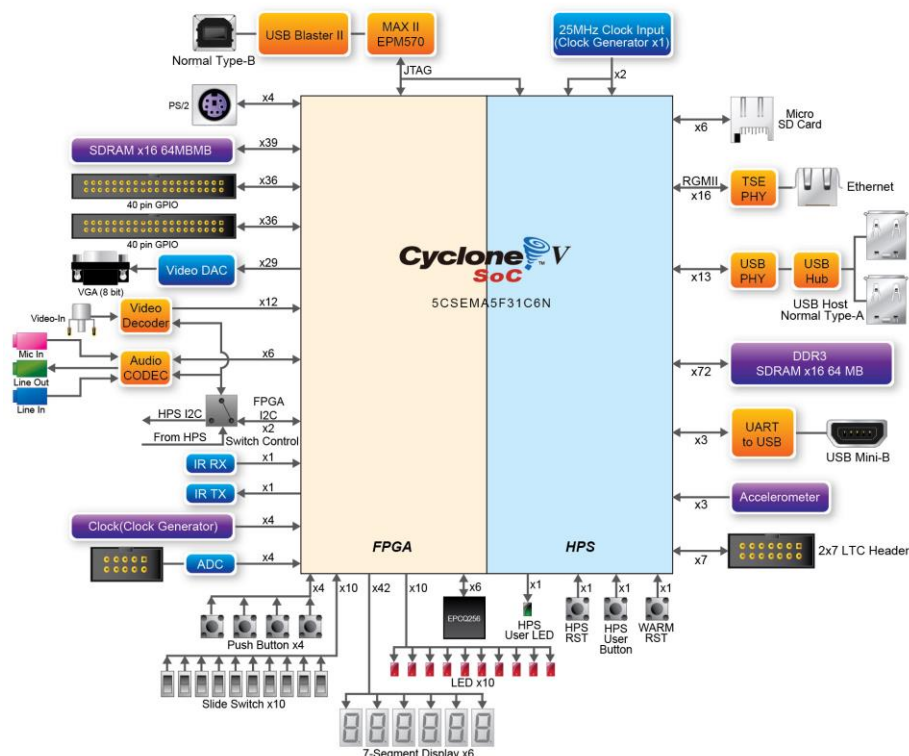 Normal Type-B
USB Blaster II
MAX II
EPM570
JTAG
25MHz Clock Input
(Clock Generator x1)
x2
PS/2
x4
SDRAM x16 64MBMB
x39
x36
40 pin GPIO
x36
40 pin GPIO
VGA (8 bit)
Video DAC
x29
Video-In
Video
Decoder
x12
Mic In
Line Out
Line In
Audio
CODEC
x6
HPS I2C
From HPS
FPGA
I2C
x2
Switch Control
IR RX
x1
IR TX
x1
Clock(Clock Generator)
x4
ADC
x4
Cyclone V
TM
SoC
5CSEMA5F31C6N
FPGA
HPS
x6
Micro
SD Card
RGMII
x16
TSE
PHY
Ethernet
x13
USB
PHY
USB
Hub
USB Host
Normal Type-A
x72
DDR3
SDRAM x16 64 MB
x3
UART
to USB
USB Mini-B
x3
Accelerometer
x7
2x7 LTC Header
x4
x10
x42
x10
x6
x1
x1
x1
x1
Push Button x4
Slide Switch x10
7-Segment Display x6
LED x10
EPCQ256
HPS
User LED
HPS
RST
HPS
User
Button
WARM
RST